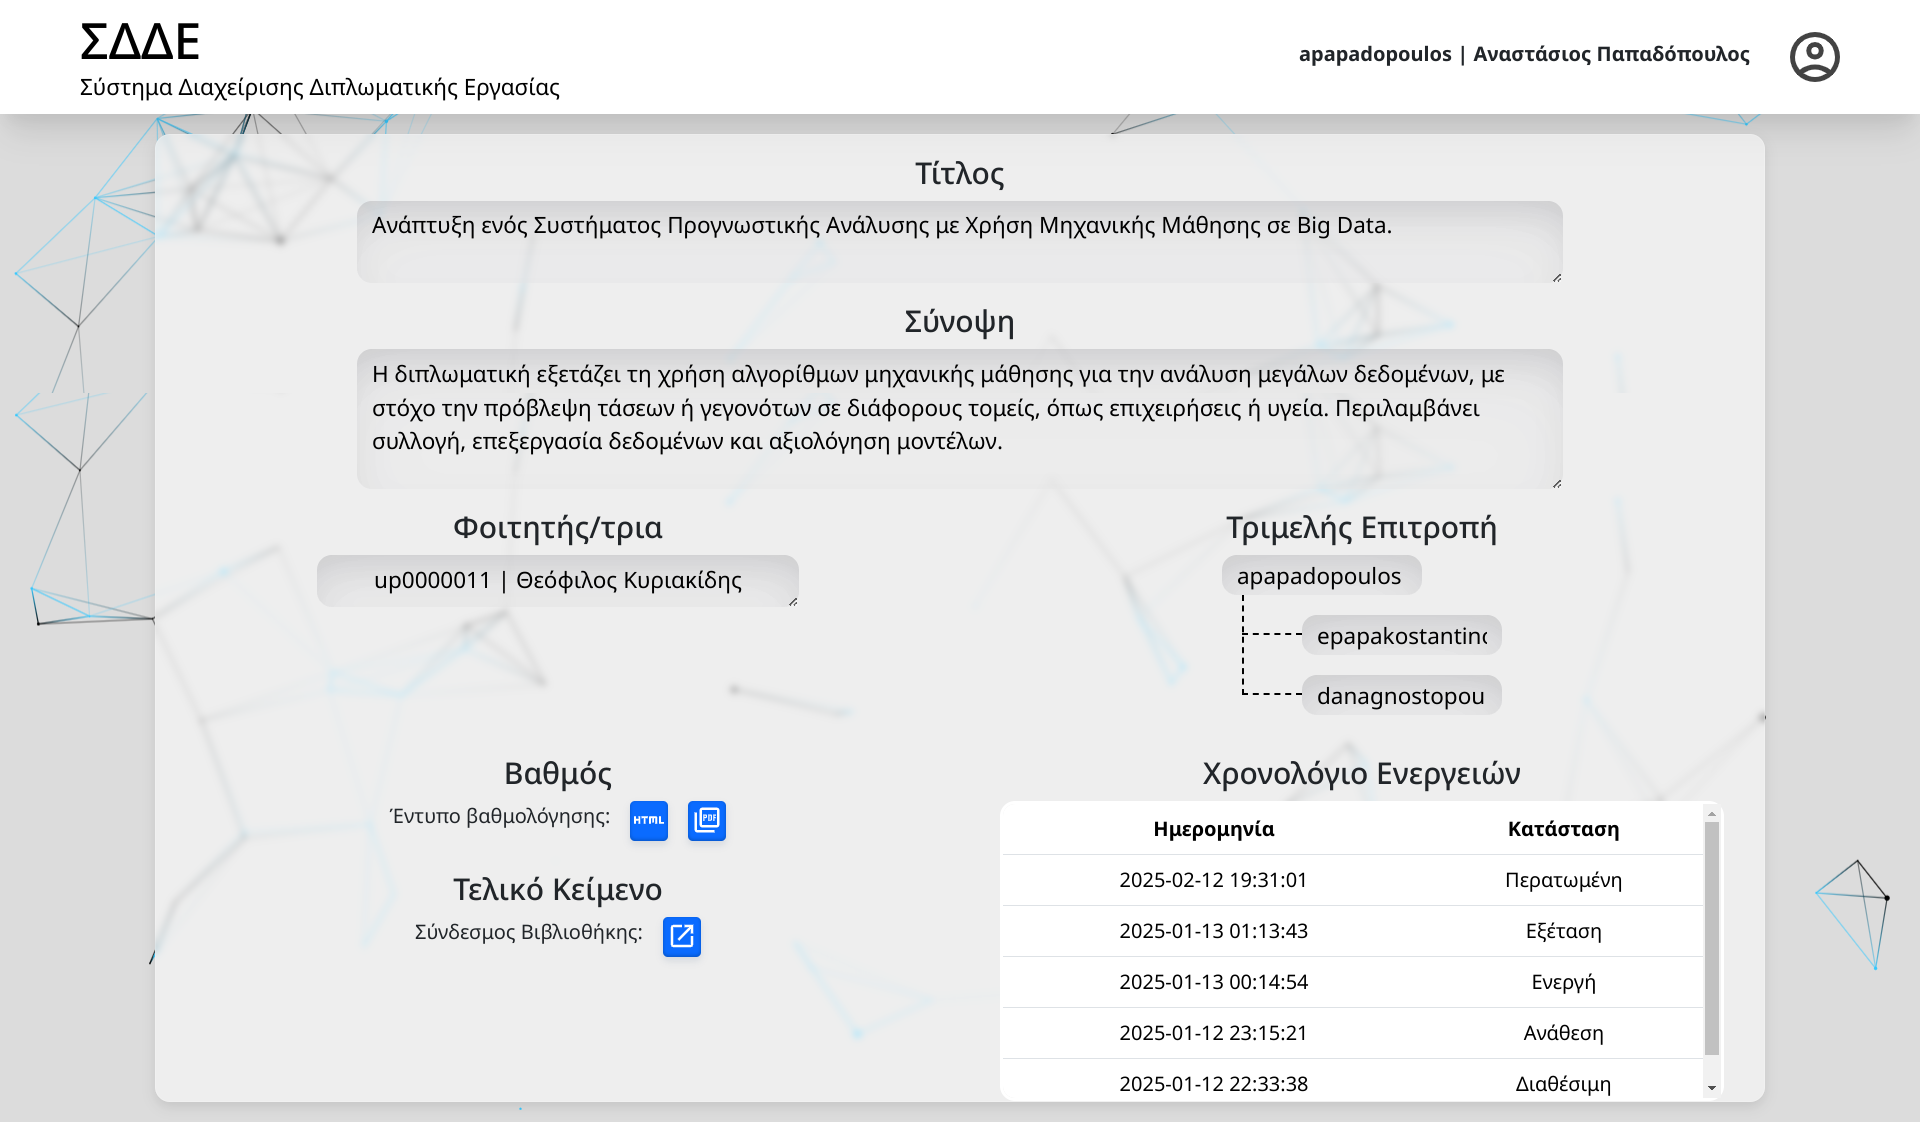 ΣΔΔΕ
Σύστημα Διαχείρισης Διπλωματικής Εργασίας
apapadopoulos | Αναστάσιος Παπαδόπουλος
Τίτλος
Ανάπτυξη ενός Συστήματος Προγνωστικής Ανάλυσης με Χρήση Μηχανικής Μάθησης σε Big Data.
Σύνοψη
Η διπλωματική εξετάζει τη χρήση αλγορίθμων μηχανικής μάθησης για την ανάλυση μεγάλων δεδομένων, με
στόχο την πρόβλεψη τάσεων ή γεγονότων σε διάφορους τομείς, όπως επιχειρήσεις ή υγεία. Περιλαμβάνει
συλλογή, επεξεργασία δεδομένων και αξιολόγηση μοντέλων.
Φοιτητής/τρια
up0000011 | Θεόφιλος Κυριακίδης
Τριμελής Επιτροπή
apapadopoulos
epapakostantin
danagnostopou
Βαθμός
Έντυπο βαθμολόγησης:
HTML
PDF
Τελικό Κείμενο
Σύνδεσμος Βιβλιοθήκης:
Χρονολόγιο Ενεργειών
Ημερομηνία Κατάσταση
2025-02-12 19:31:01 Περατωμένη
2025-01-13 01:13:43 Εξέταση
2025-01-13 00:14:54 Ενεργή
2025-01-12 23:15:21 Ανάθεση
2025-01-12 22:33:38 Διαθέσιμη